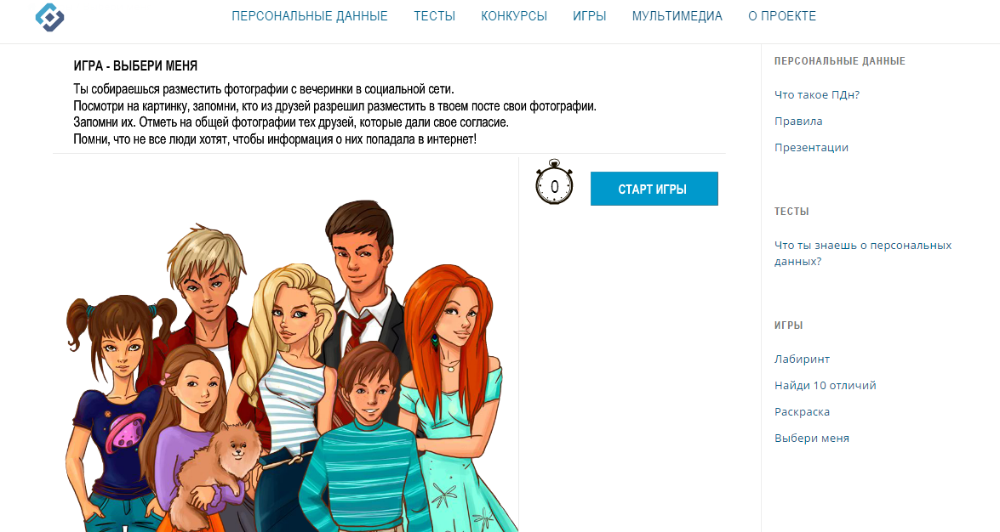 ПЕРСОНАЛЬНЫЕ ДАННЫЕ ТЕСТЫ КОНКУРСЫ ИГРЫ МУЛЬТИМЕДИА О ПРОЕКТЕ
ИГРА - ВЫБЕРИ МЕНЯ
Ты собираешься разместить фотографии с вечеринки в социальной сети.
Посмотри на картинку, запомни, кто из друзей разрешил разместить в твоем посте свои фотографии.
Запомни их. Отметь на общей фотографии тех друзей, которые дали свое согласие.
Помни, что не все люди хотят, чтобы информация о них попадала в интернет!
0
СТАРТ ИГРЫ
ПЕРСОНАЛЬНЫЕ ДАННЫЕ
Что такое ПДн?
Правила
Презентации
ТЕСТЫ
Что ты знаешь о персональных
данных?
ИГРЫ
Лабиринт
Найди 10 отличий
Раскраска
Выбери меня